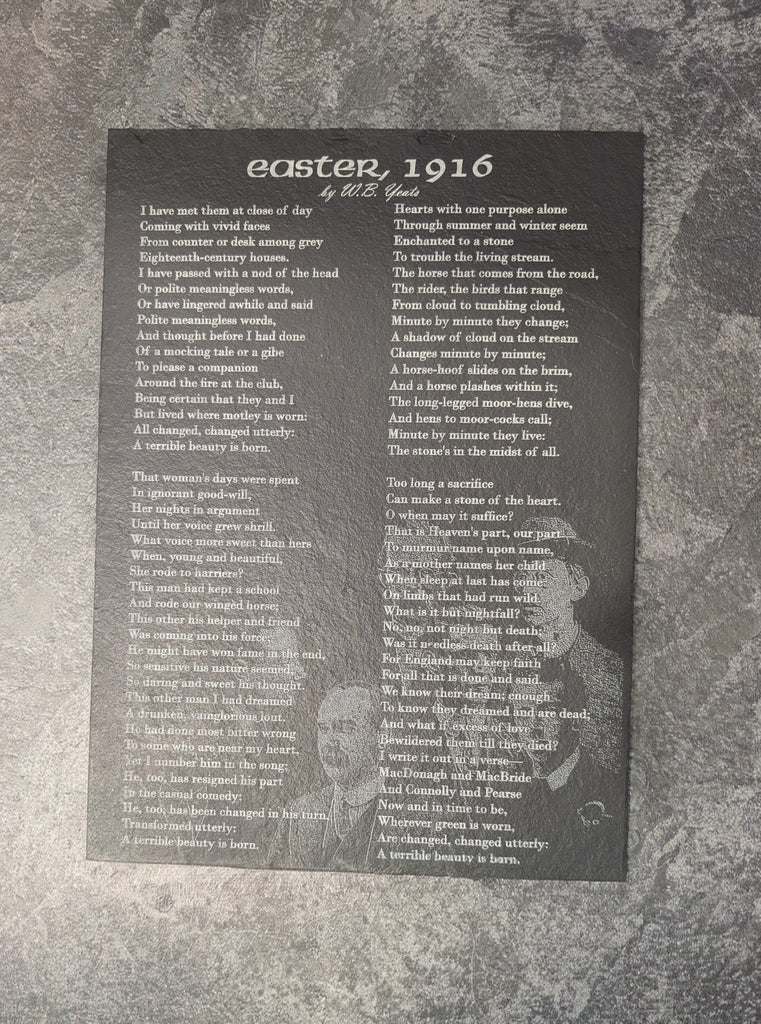 easter, 1916
by W.B. Yeats
I have met them at close of day
Coming with vivid faces
From counter or desk among grey
Eighteenth-century houses.
I have passed with a nod of the head
Or polite meaningless words,
Or have lingered awhile and said
Polite meaningless words,
And thought before I had done
Of a mocking tale or a gibe
To please a companion
Around the fire at the club,
Being certain that they and I
But lived where motley is worn:
All changed, changed utterly:
A terrible beauty is born.
That woman's days were spent
In ignorant good-will,
Her nights in argument
Until her voice grew shrill.
What voice more sweet than hers
When, young and beautiful,
She rode to harriers?
This man had kept a school
And rode our winged horse;
This other his helper and friend
Was coming into his force;
He might have won fame in the end,
So sensitive his nature seemed,
So daring and sweet his thought.
This other man I had dreamed
A drunken, vainglorious lout.
He had done most bitter wrong
To some who are near my heart,
Yet I number him in the song;
He, too, has resigned his part
In the casual comedy;
He, too, has been changed in his turn,
Transformed utterly:
A terrible beauty is born.
Hearts with one purpose alone
Through summer and winter seem
Enchanted to a stone
To trouble the living stream.
The horse that comes from the road,
The rider, the birds that range
From cloud to tumbling cloud,
Minute by minute they change;
A shadow of cloud on the stream
Changes minute by minute;
A horse-hoof slides on the brim,
And a horse plashes within it;
The long-legged moor-hens dive,
And hens to moor-cocks call;
Minute by minute they live:
The stone's in the midst of all.
Too long a sacrifice
Can make a stone of the heart.
O when may it suffice?
That is Heaven's part, our part
To murmur name upon name,
As a mother names her child
When sleep at last has come
On limbs that had run wild.
What is it but nightfall?
No, no, not night but death;
Was it needless death after all?
For England may keep faith
For all that is done and said.
We know their dream; enough
To know they dreamed and are dead;
And what if excess of love
Bewildered them till they died?
I write it out in a verse—
MacDonagh and MacBride
And Connolly and Pearse
Now and in time to be,
Wherever green is worn,
Are changed, changed utterly:
A terrible beauty is born.